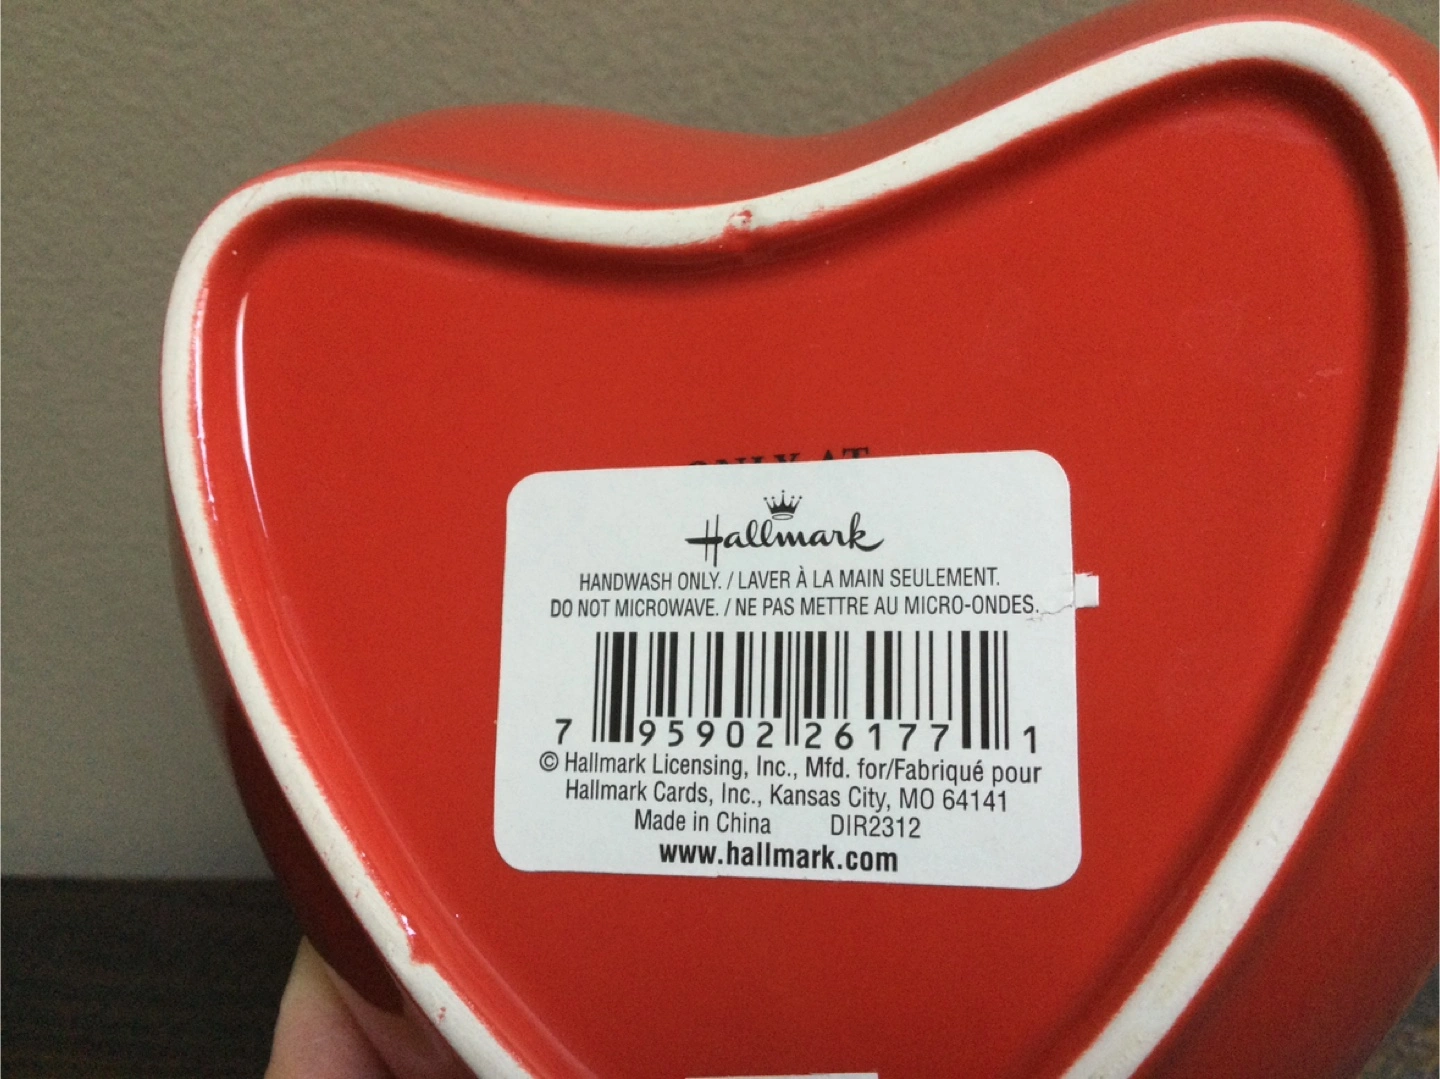 ONLY AT
Hallmark
HANDWASH ONLY. / LAVER À LA MAIN SEULEMENT.
DO NOT MICROWAVE. / NE PAS METTRE AU MICRO-ONDES.
7 95902 26177 1
© Hallmark Licensing, Inc., Mfd. for/Fabriqué pour
Hallmark Cards, Inc., Kansas City, MO 64141
Made in China DIR2312
www.hallmark.com